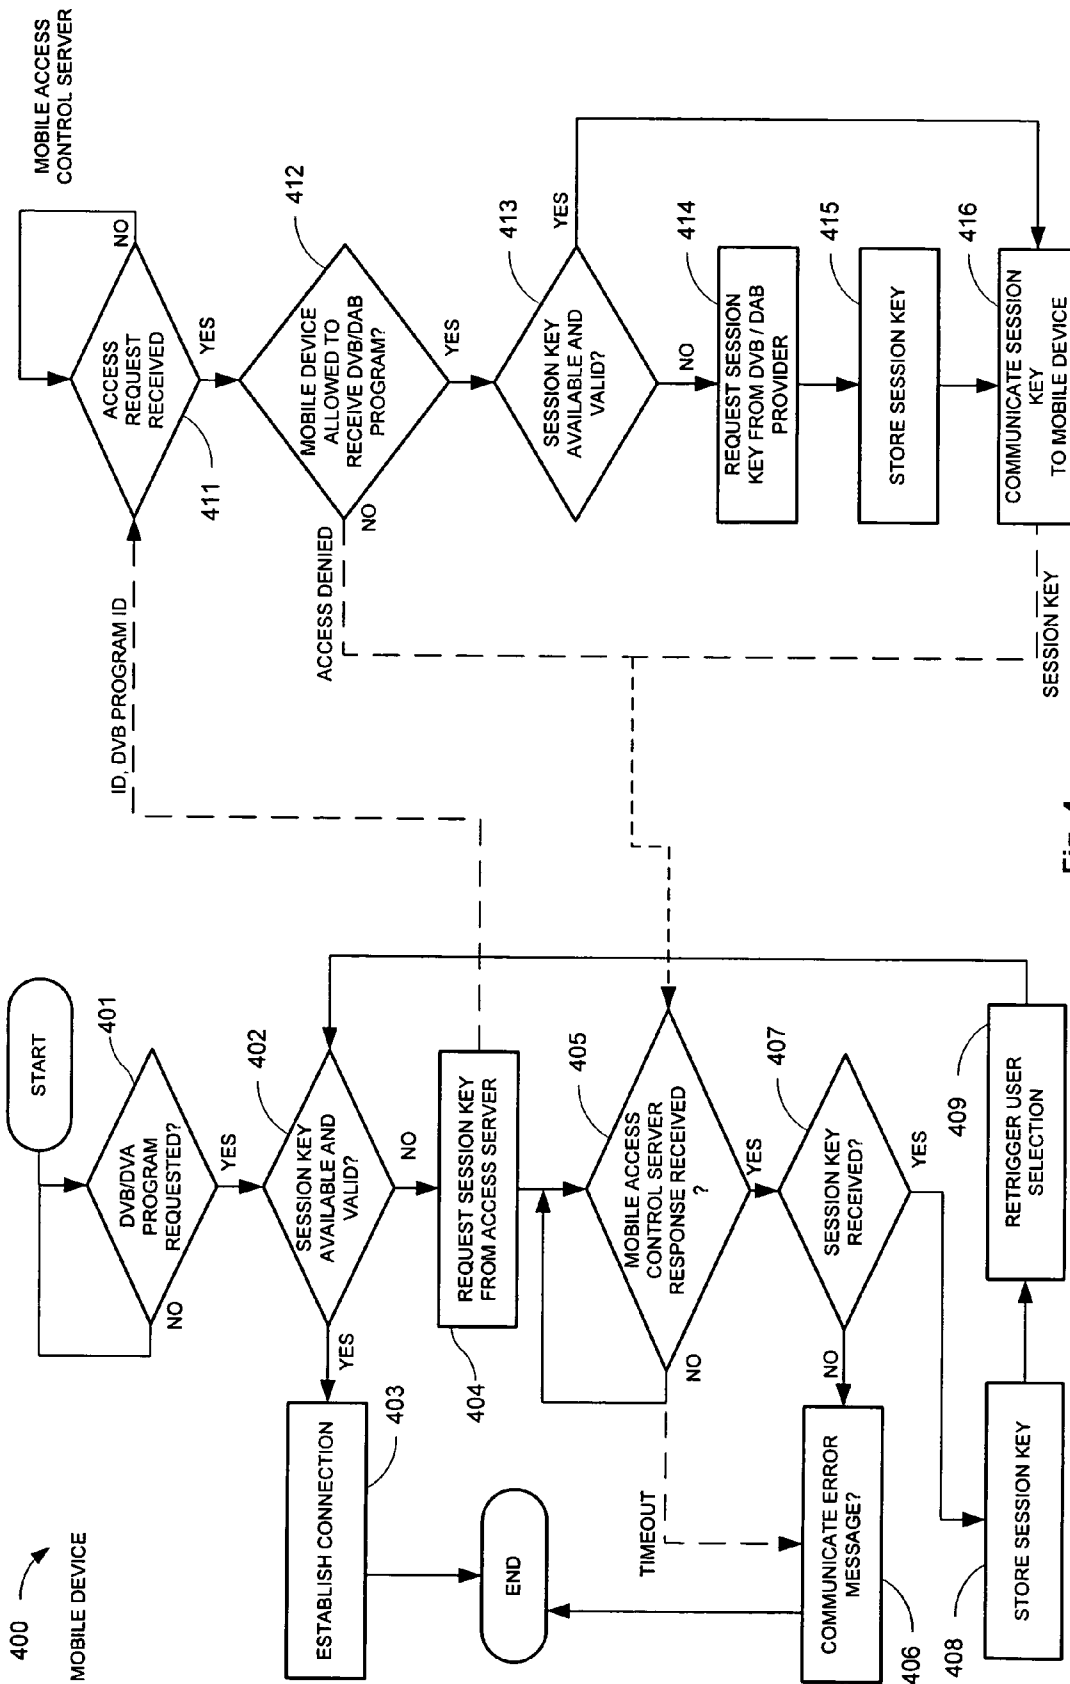 400
MOBILE DEVICE
START
401
DVB/DVA
PROGRAM
REQUESTED?
NO
YES
402
SESSION KEY
AVAILABLE AND
VALID?
YES
NO
ESTABLISH CONNECTION
403
REQUEST SESSION KEY
FROM ACCESS SERVER
404
END
405
MOBILE ACCESS
CONTROL SERVER
RESPONSE RECEIVED
?
NO
YES
TIMEOUT
407
SESSION KEY
RECEIVED?
NO
YES
COMMUNICATE ERROR
MESSAGE?
406
STORE SESSION KEY
408
RETRIGGER USER
SELECTION
409
ID, DVB PROGRAM ID
MOBILE ACCESS
CONTROL SERVER
ACCESS
REQUEST
RECEIVED
NO
YES
411
412
MOBILE DEVICE
ALLOWED TO
RECEIVE DVB/DAB
PROGRAM?
NO
YES
ACCESS DENIED
413
SESSION KEY
AVAILABLE AND
VALID?
YES
NO
414
REQUEST SESSION
KEY FROM DVB / DAB
PROVIDER
415
STORE SESSION KEY
416
COMMUNICATE SESSION
KEY
TO MOBILE DEVICE
SESSION KEY